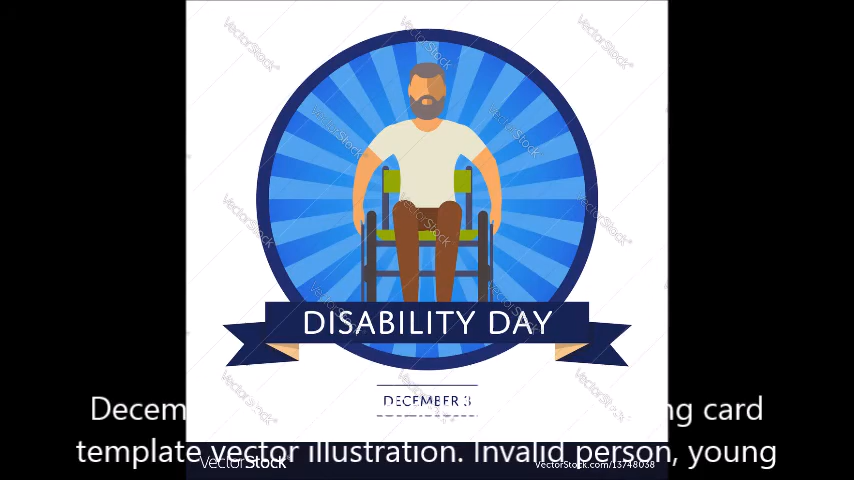 DISABILITY DAY
DECEMBER 3
Decem ng card
template vector illustration. Invalid person, young
VectorStock
VectorStock.com/13748038